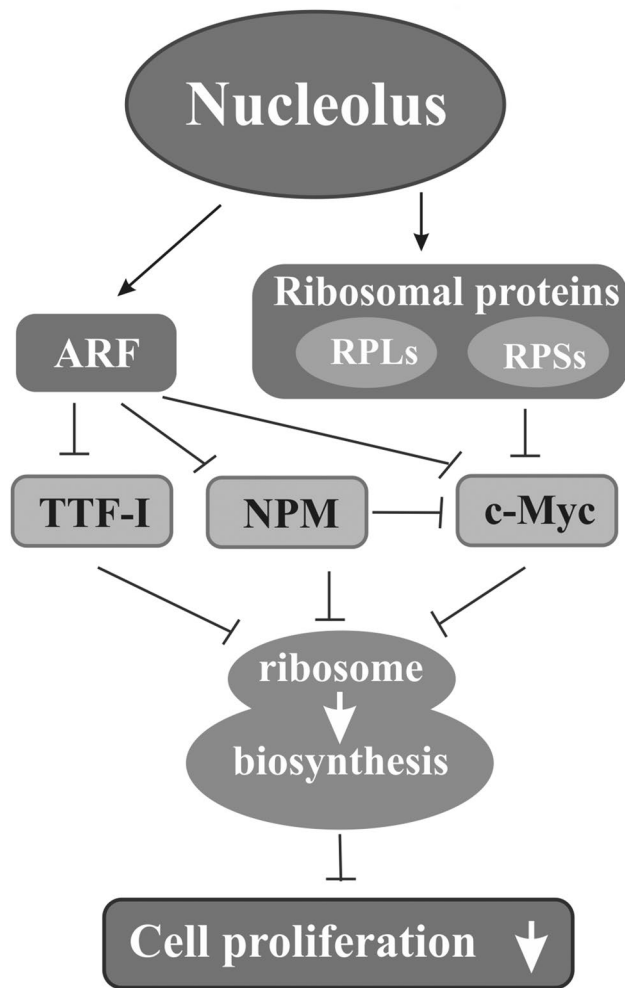 Nucleolus
Ribosomal proteins
ARF
RPLs
RPSs
TTF-I
NPM
c-Myc
ribosome
biosynthesis
Cell proliferation